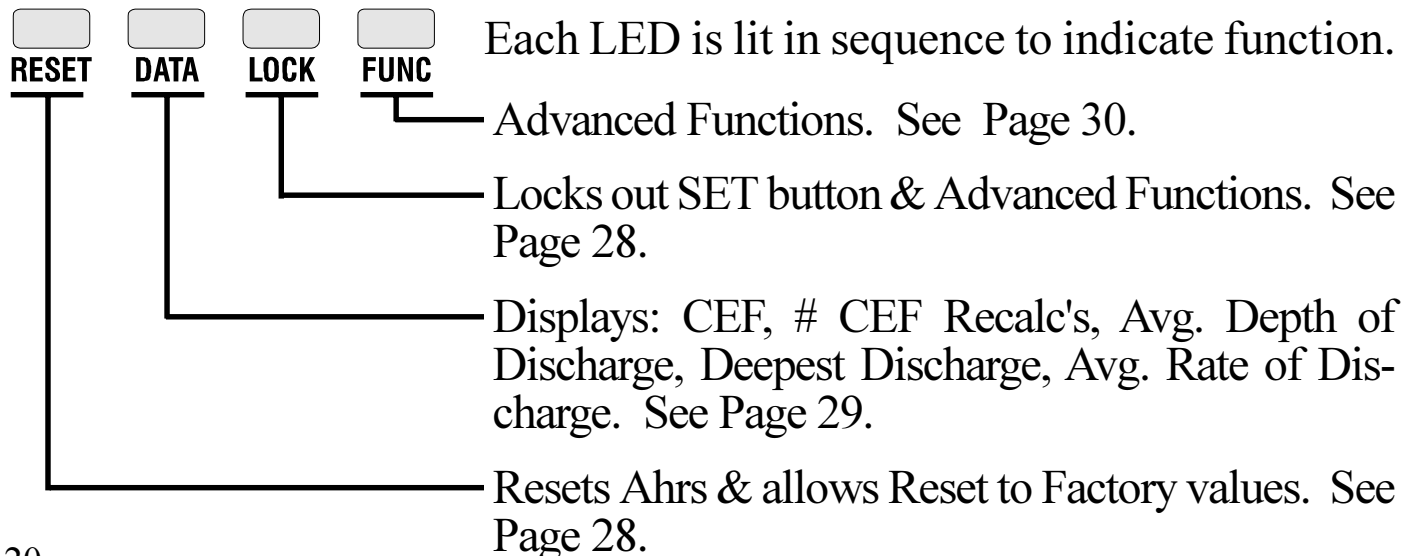 Each LED is lit in sequence to indicate function.
RESET DATA LOCK FUNC
Advanced Functions. See Page 30.
Locks out SET button & Advanced Functions. See
Page 28.
Displays: CEF, # CEF Recalc's, Avg. Depth of
Discharge, Deepest Discharge, Avg. Rate of Dis-
charge. See Page 29.
Resets Ahrs & allows Reset to Factory values. See
Page 28.